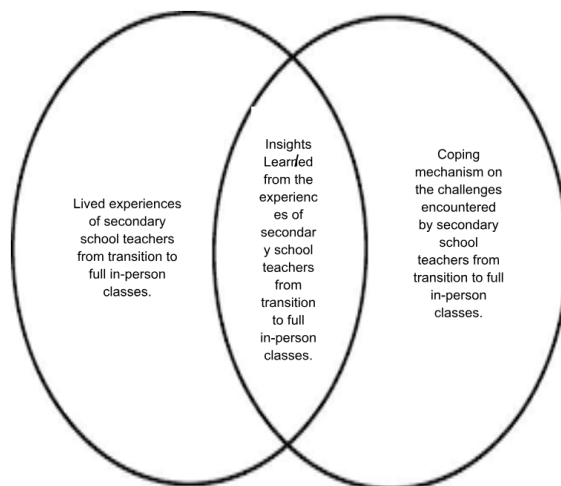 Lived experiences
of secondary
school teachers
from transition to
full in-person
classes.
Insights
Learned
from the
experienc
es of
secondar
y school
teachers
from
transition
to full
in-person
classes.
Coping
mechanism on
the challenges
encountered
by secondary
school
teachers from
transition to full
in-person
classes.